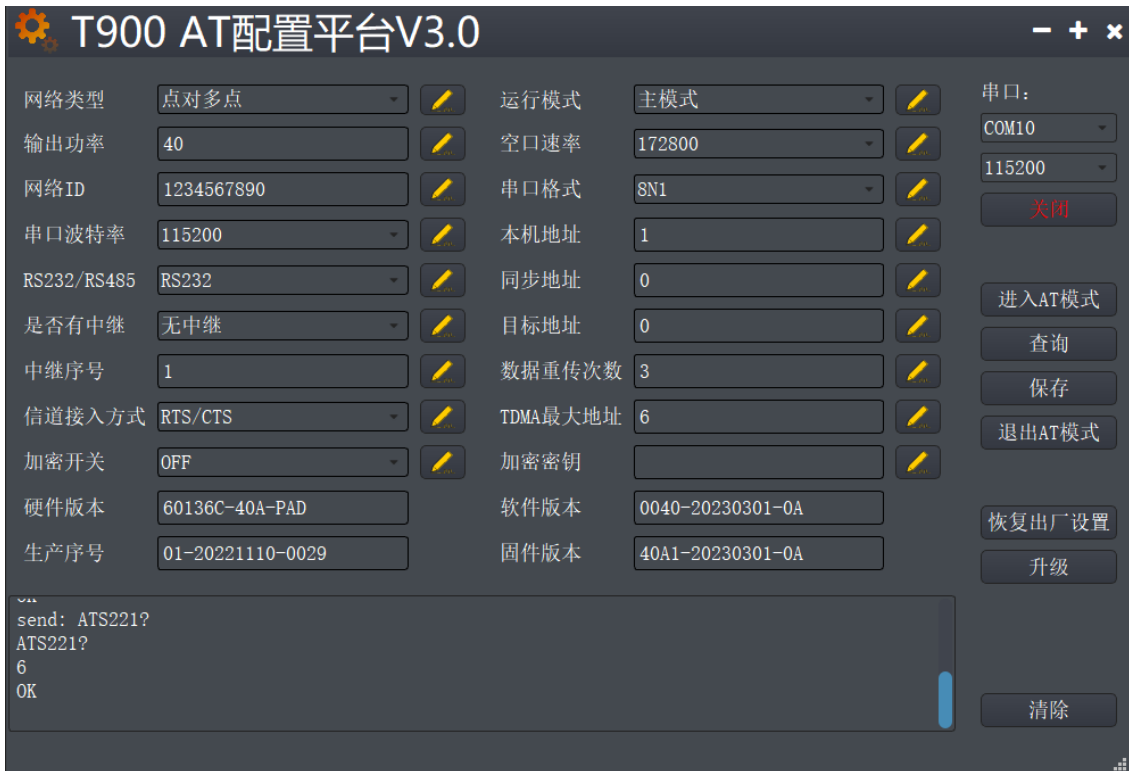 T900 AT配置平台V3.0
网络类型 点对多点 运行模式 主模式 串口:
输出功率 40 空口速率 172800 COM10
网络ID 1234567890 串口格式 8N1 115200
串口波特率 115200 本机地址 1 关闭
RS232/RS485 RS232 同步地址 0 进入AT模式
是否有中继 无中继 目标地址 0 查询
中继序号 1 数据重传次数 3 保存
信道接入方式 RTS/CTS TDMA最大地址 6 退出AT模式
加密开关 OFF 加密密钥
硬件版本 60136C-40A-PAD 软件版本 0040-20230301-0A 恢复出厂设置
生产序号 01-20221110-0029 固件版本 40A1-20230301-0A 升级
send: ATS221?
ATS221?
6
OK
清除